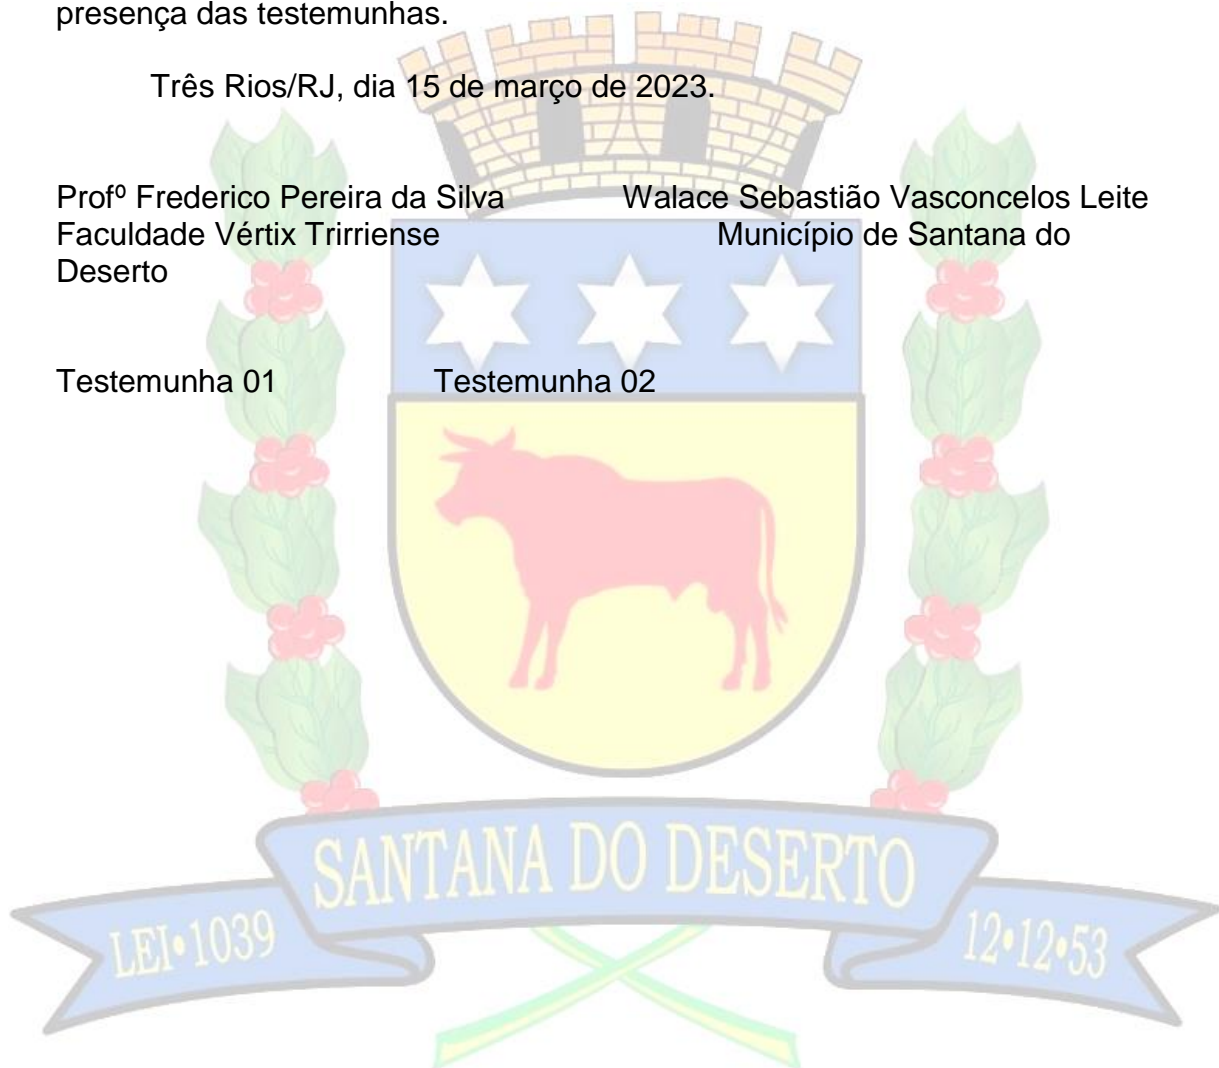 presença das testemunhas.
Três Rios/RJ, dia 15 de março de 2023.
Profº Frederico Pereira da Silva Walace Sebastião Vasconcelos Leite
Faculdade Vértix Trirriense Município de Santana do
Deserto
Testemunha 01 Testemunha 02
SANTANA DO DESERTO
LEI•1039 12•12•53